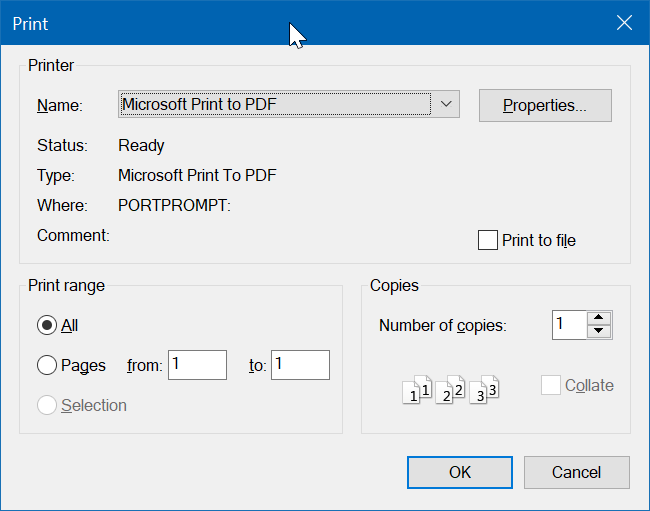 Print
Printer
Name: Microsoft Print to PDF Properties...
Status: Ready
Type: Microsoft Print To PDF
Where: PORTPROMPT:
Comment:
Print to file
Print range
All
Pages from: 1 to: 1
Selection
Copies
Number of copies: 1
1 1 2 2 3 3 Collate
OK Cancel